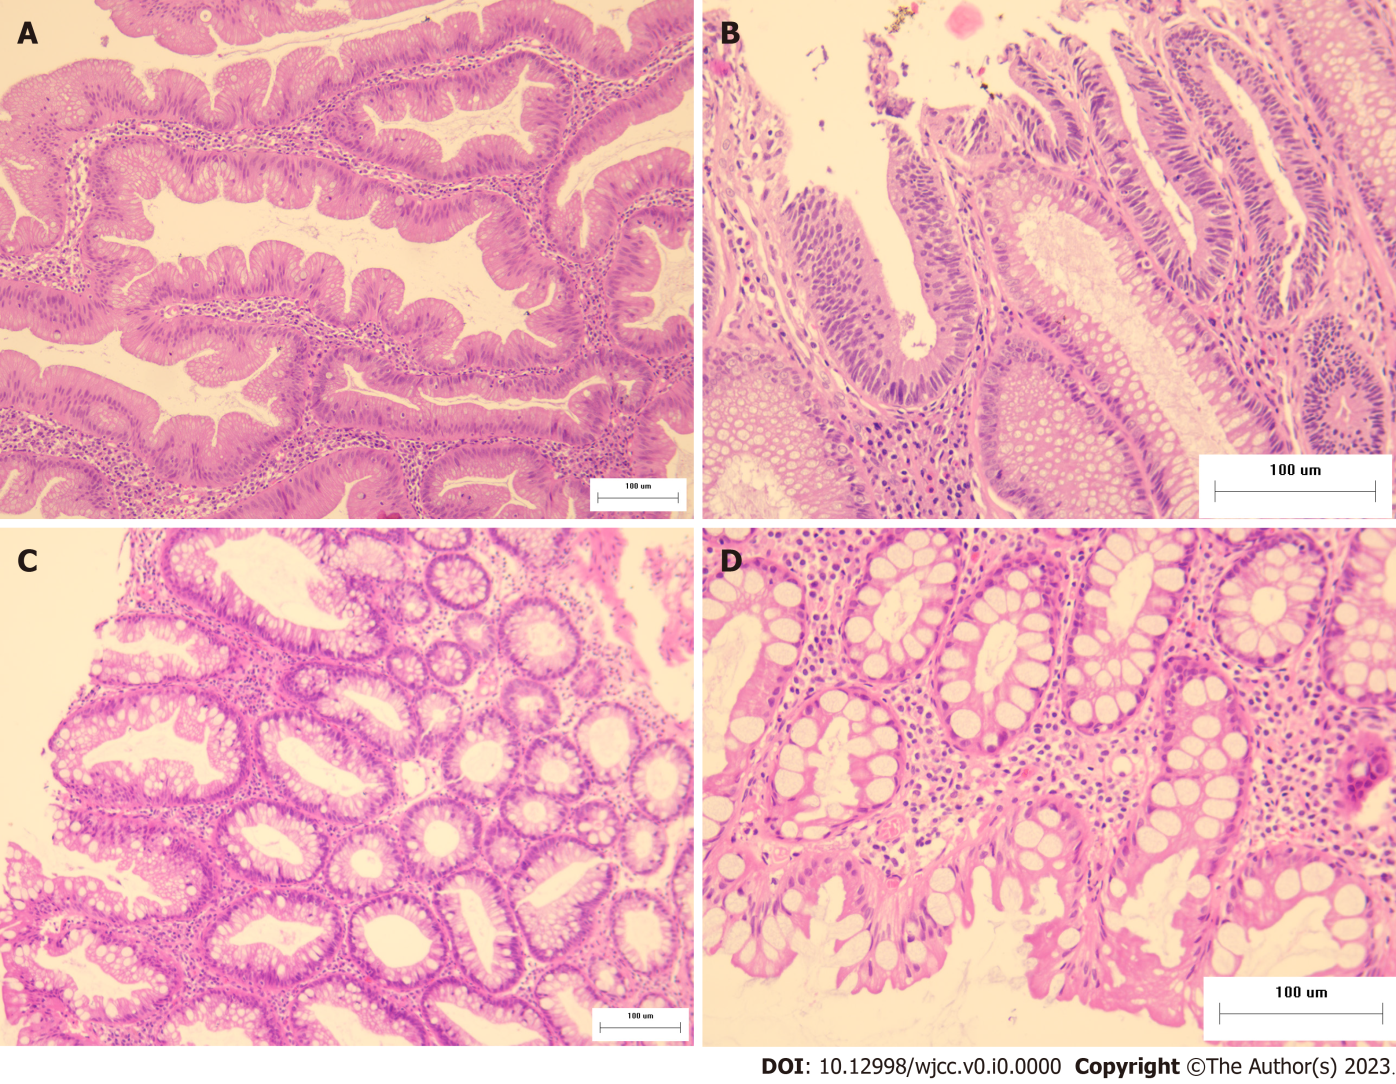 A
B
100 um
100 um
C
D
100 um
100 um
DOI: 10.12998/wjcc.v0.i0.0000 Copyright ©The Author(s) 2023.